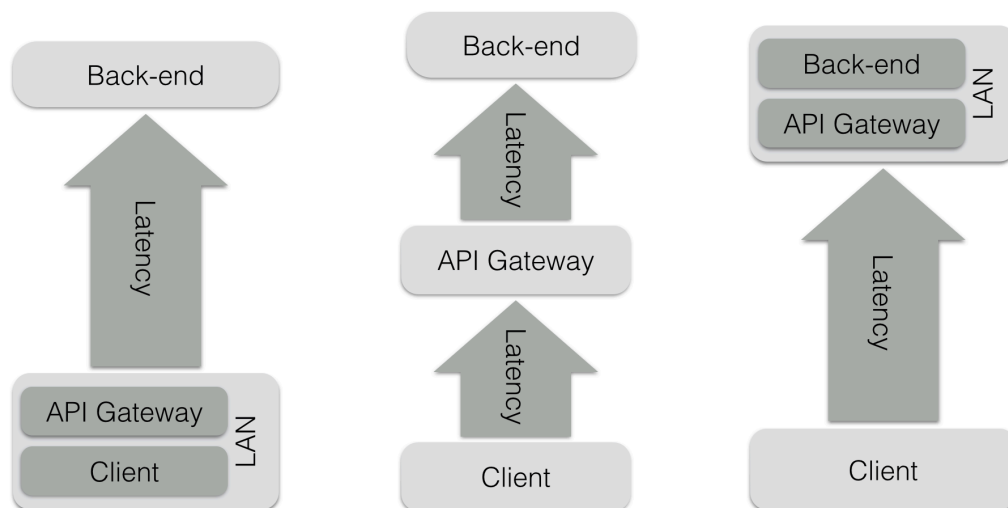 Back-end
Latency
API Gateway
Client
LAN
Back-end
Latency
API Gateway
Latency
Client
Back-end
API Gateway
LAN
Latency
Client